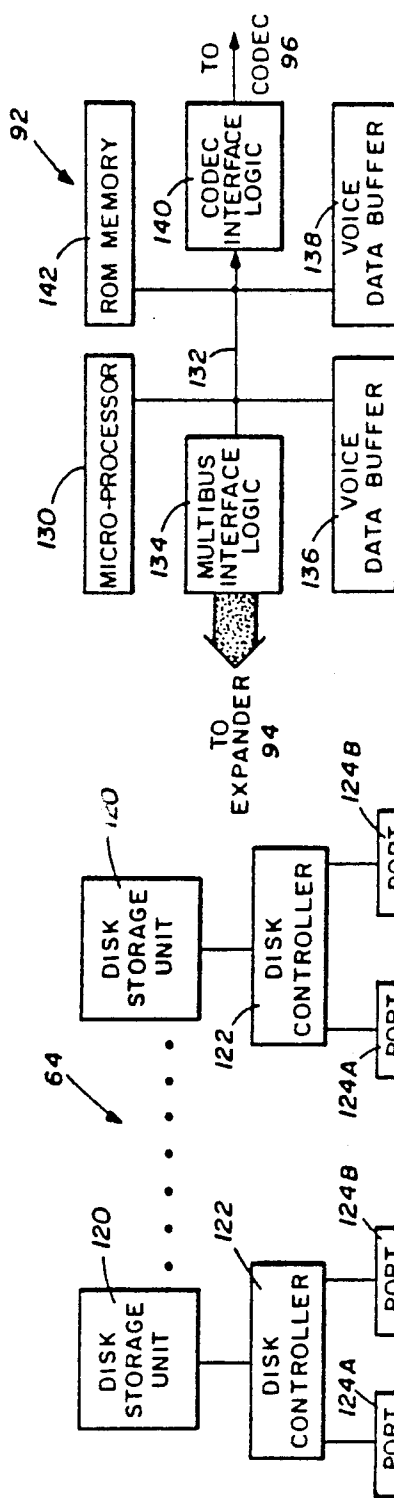 120
DISK
STORAGE
UNIT
64
120
DISK
STORAGE
UNIT
122
DISK
CONTROLLER
122
DISK
CONTROLLER
124A
PORT
124B
PORT
124A
PORT
124B
PORT
92
130
MICRO-PROCESSOR
142
ROM MEMORY
TO
EXPANDER
94
134
MULTIBUS
INTERFACE
LOGIC
132
140
CODEC
INTERFACE
LOGIC
TO
CODEC
96
136
VOICE
DATA BUFFER
138
VOICE
DATA BUFFER